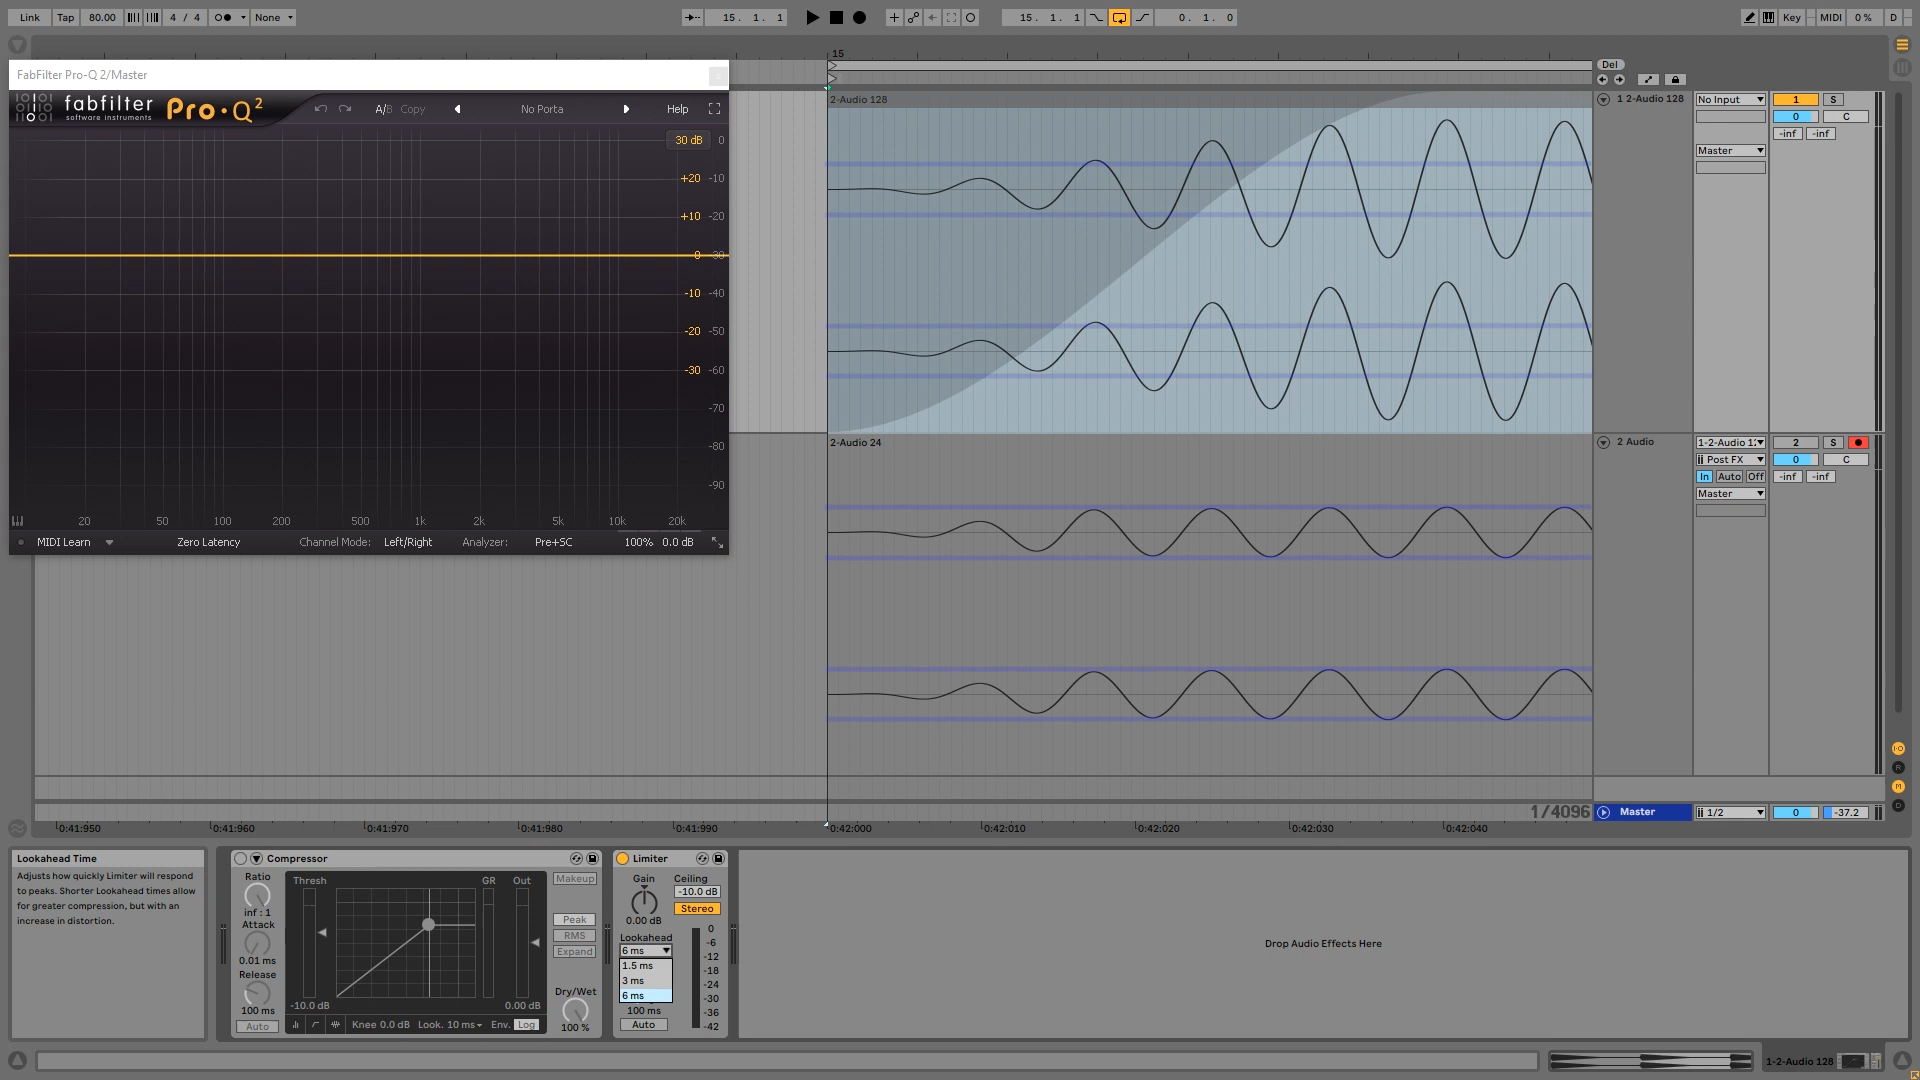 Link Tap 80.00 4 / 4 None 15. 1. 1 15. 1. 1 0. 1. 0 Key MIDI 0 % D
15
FabFilter Pro-Q 2/Master
fabfilter
software instruments
Pro·Q 2
A/B Copy No Porta Help
30 dB 0
+20 -10
+10 -20
0 -30
-10 -40
-20 -50
-30 -60
-70
-80
-90
20 50 100 200 500 1k 2k 5k 10k 20k
MIDI Learn Zero Latency Channel Mode: Left/Right Analyzer: Pre+SC 100% 0.0 dB
Del
2-Audio 128
1 2-Audio 128 No Input 1 S
0 C
-inf -inf
Master
2-Audio 24
2 Audio 1-2-Audio 12 2 S
Post FX 0 C
In Auto Off -inf -inf
Master
I·O
R
M
D
1/4096
Master 1/2 0 -37.2
0:41:950 0:41:960 0:41:970 0:41:980 0:41:990 0:42:000 0:42:010 0:42:020 0:42:030 0:42:040
Lookahead Time
Adjusts how quickly Limiter will respond
to peaks. Shorter Lookahead times allow
for greater compression, but with an
increase in distortion.
Compressor
Ratio
inf : 1
Attack
0.01 ms
Release
100 ms
Auto
Thresh GR Out
-10.0 dB 0.00 dB
Knee 0.0 dB Look. 10 ms Env. Log
Makeup
Peak
RMS
Expand
Dry/Wet
100 %
Limiter
Gain
0.00 dB
Ceiling
-10.0 dB
Stereo
Lookahead
6 ms
1.5 ms
3 ms
6 ms
100 ms
Auto
0
-6
-12
-18
-24
-30
-36
-42
Drop Audio Effects Here
1-2-Audio 128